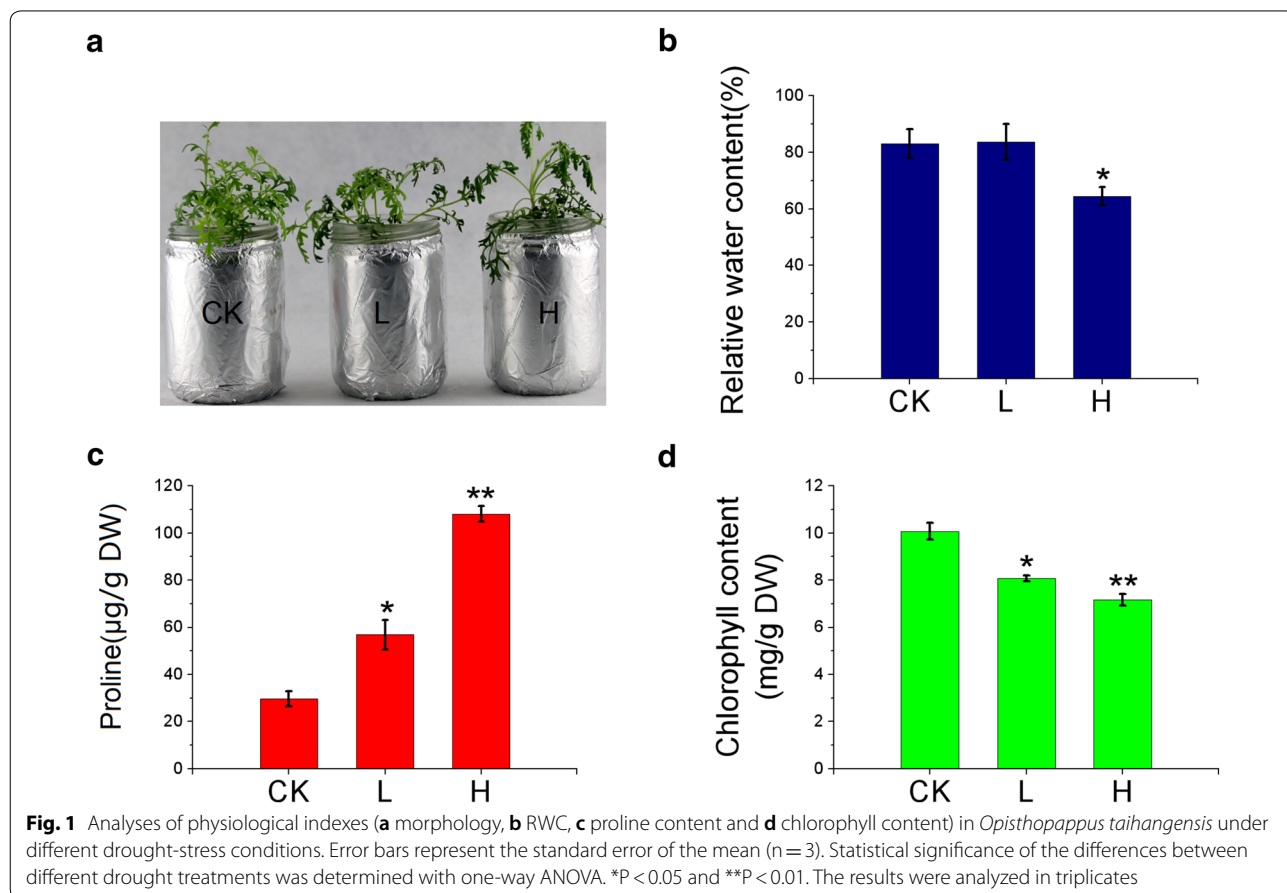 a
CK
L
H
b
Relative water content(%)
100
80
60
40
20
0
*
CK L H
c
Proline(µg/g DW)
120
100
80
60
40
20
0
*
**
CK L H
d
Chlorophyll content
(mg/g DW)
12
10
8
6
4
2
0
*
**
CK L H
Fig. 1 Analyses of physiological indexes (a morphology, b RWC, c proline content and d chlorophyll content) in Opisthopappus taihangensis under
different drought-stress conditions. Error bars represent the standard error of the mean (n = 3). Statistical significance of the differences between
different drought treatments was determined with one-way ANOVA. *P < 0.05 and **P < 0.01. The results were analyzed in triplicates